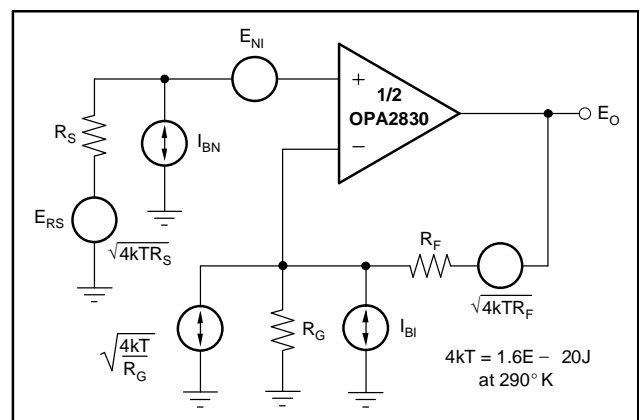 E_NI
+
1/2
OPA2830
−
E_O
R_S
I_BN
E_RS
√4kTR_S
R_F
√4kTR_F
√4kT/R_G
R_G
I_BI
4kT = 1.6E − 20J
at 290° K